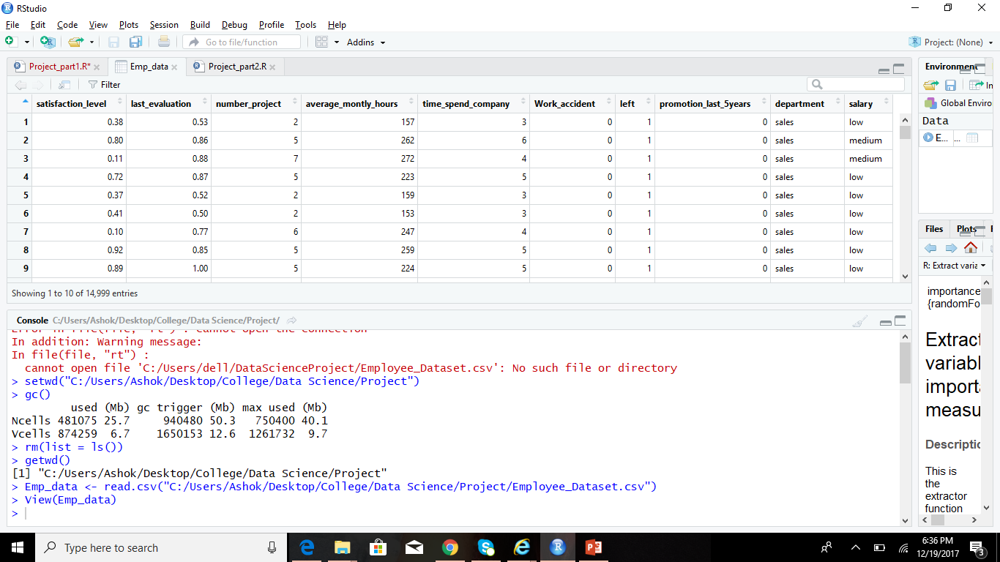 RStudio
File Edit Code View Plots Session Build Debug Profile Tools Help
Go to file/function Addins Project: (None)
Project_part1.R* Emp_data Project_part2.R
Filter
satisfaction_level last_evaluation number_project average_montly_hours time_spend_company Work_accident left promotion_last_5years department salary
1 0.38 0.53 2 157 3 0 1 0 sales low
2 0.80 0.86 5 262 6 0 1 0 sales medium
3 0.11 0.88 7 272 4 0 1 0 sales medium
4 0.72 0.87 5 223 5 0 1 0 sales low
5 0.37 0.52 2 159 3 0 1 0 sales low
6 0.41 0.50 2 153 3 0 1 0 sales low
7 0.10 0.77 6 247 4 0 1 0 sales low
8 0.92 0.85 5 259 5 0 1 0 sales low
9 0.89 1.00 5 224 5 0 1 0 sales low
Showing 1 to 10 of 14,999 entries
Console C:/Users/Ashok/Desktop/College/Data Science/Project/
Error in file(file, "rt") : cannot open the connection
In addition: Warning message:
In file(file, "rt") :
cannot open file 'C:/Users/dell/DataScienceProject/Employee_Dataset.csv': No such file or directory
> setwd("C:/Users/Ashok/Desktop/College/Data Science/Project")
> gc()
used (Mb) gc trigger (Mb) max used (Mb)
Ncells 481075 25.7 940480 50.3 750400 40.1
Vcells 874259 6.7 1650153 12.6 1261732 9.7
> rm(list = ls())
> getwd()
[1] "C:/Users/Ashok/Desktop/College/Data Science/Project"
> Emp_data <- read.csv("C:/Users/Ashok/Desktop/College/Data Science/Project/Employee_Dataset.csv")
> View(Emp_data)
>
Environment
In
Global Enviro
Data
E... ...
Files Plots
R: Extract varia
importance
{randomFo
Extract
variabl
importa
measu
Descriptio
This is
the
extractor
function
Type here to search
6:36 PM
12/19/2017
3